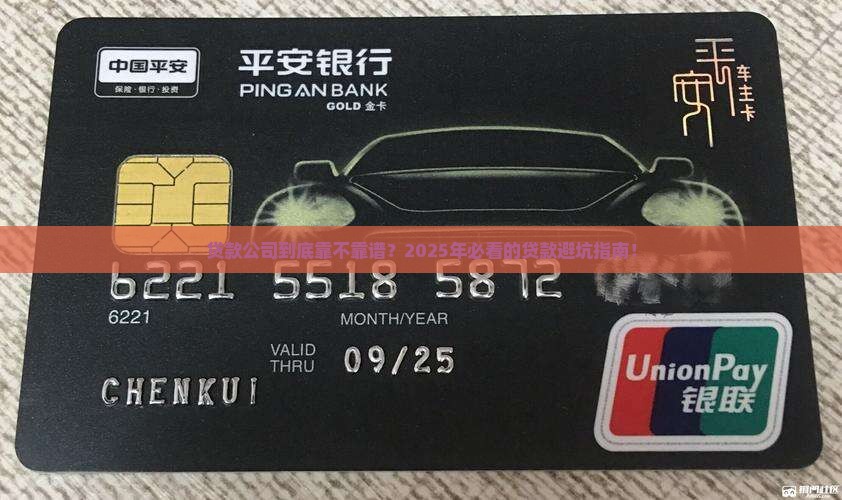 中国平安
保险·银行·投资
平安银行
PING AN BANK
GOLD 金卡
平安
车主卡
贷款公司到底靠不靠谱？2025年必看的贷款避坑指南！
6221 5518 5872
6221
MONTH/YEAR
VALID THRU 09/25
CHENKUI
UnionPay
银联